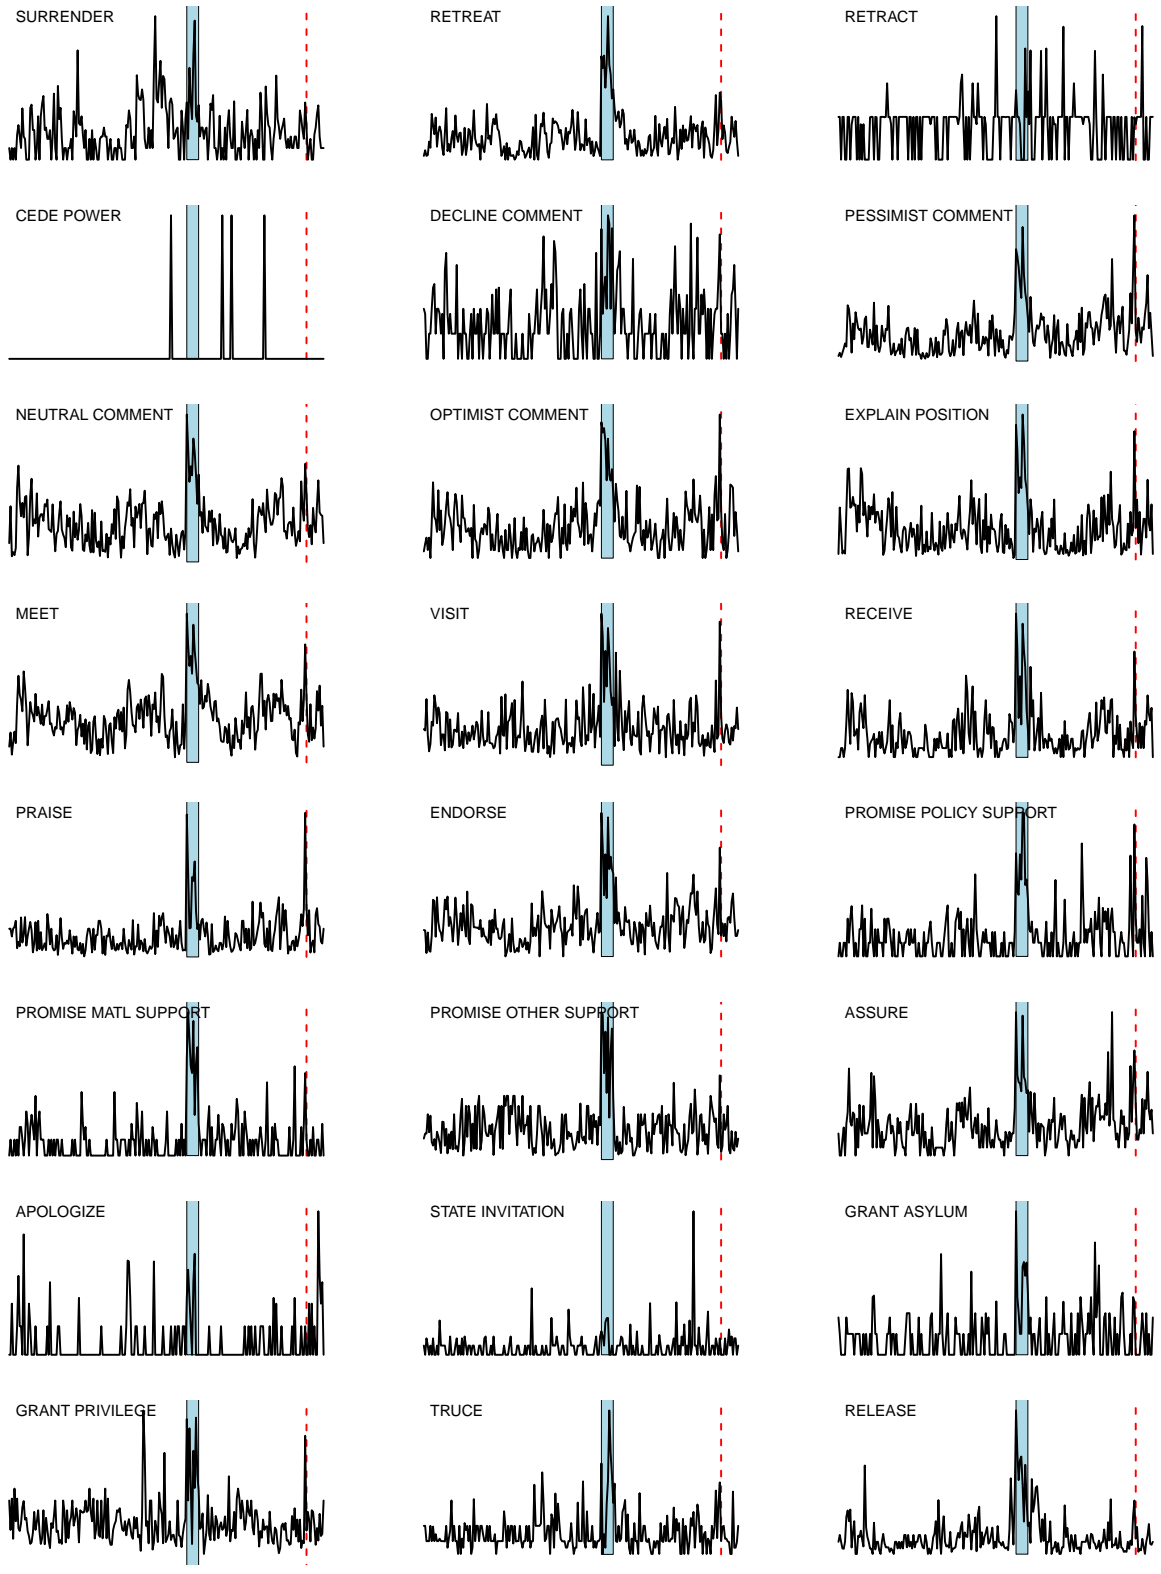 SURRENDER
RETREAT
RETRACT
CEDE POWER
DECLINE COMMENT
PESSIMIST COMMENT
NEUTRAL COMMENT
OPTIMIST COMMENT
EXPLAIN POSITION
MEET
VISIT
RECEIVE
PRAISE
ENDORSE
PROMISE POLICY SUPPORT
PROMISE MATL SUPPORT
PROMISE OTHER SUPPORT
ASSURE
APOLOGIZE
STATE INVITATION
GRANT ASYLUM
GRANT PRIVILEGE
TRUCE
RELEASE